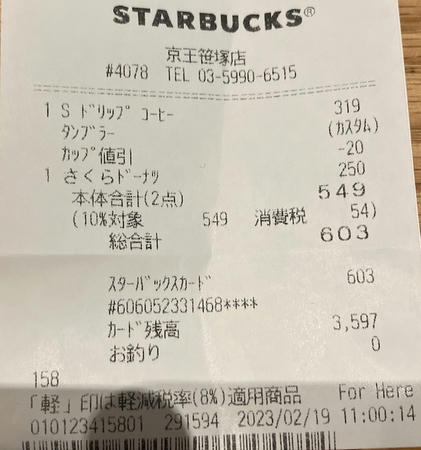 STARBUCKS®
京王笹塚店
#4078 TEL 03-5990-6515
1 S ﾄﾞﾘｯﾌﾟ ｺｰﾋｰ 319
ﾀﾝﾌﾞﾗｰ (ｶｽﾀﾑ)
ｶｯﾌﾟ値引 -20
1 さくらﾄﾞｰﾅﾂ 250
本体合計(2点) 549
(10%対象 549 消費税 54)
総合計 603
ｽﾀｰﾊﾞｯｸｽｶｰﾄﾞ 603
#606052331468****
ｶｰﾄﾞ残高 3,597
お釣り 0
158
「軽」印は軽減税率(8%)適用商品 For Here
010123415801 291594 2023/02/19 11:00:14